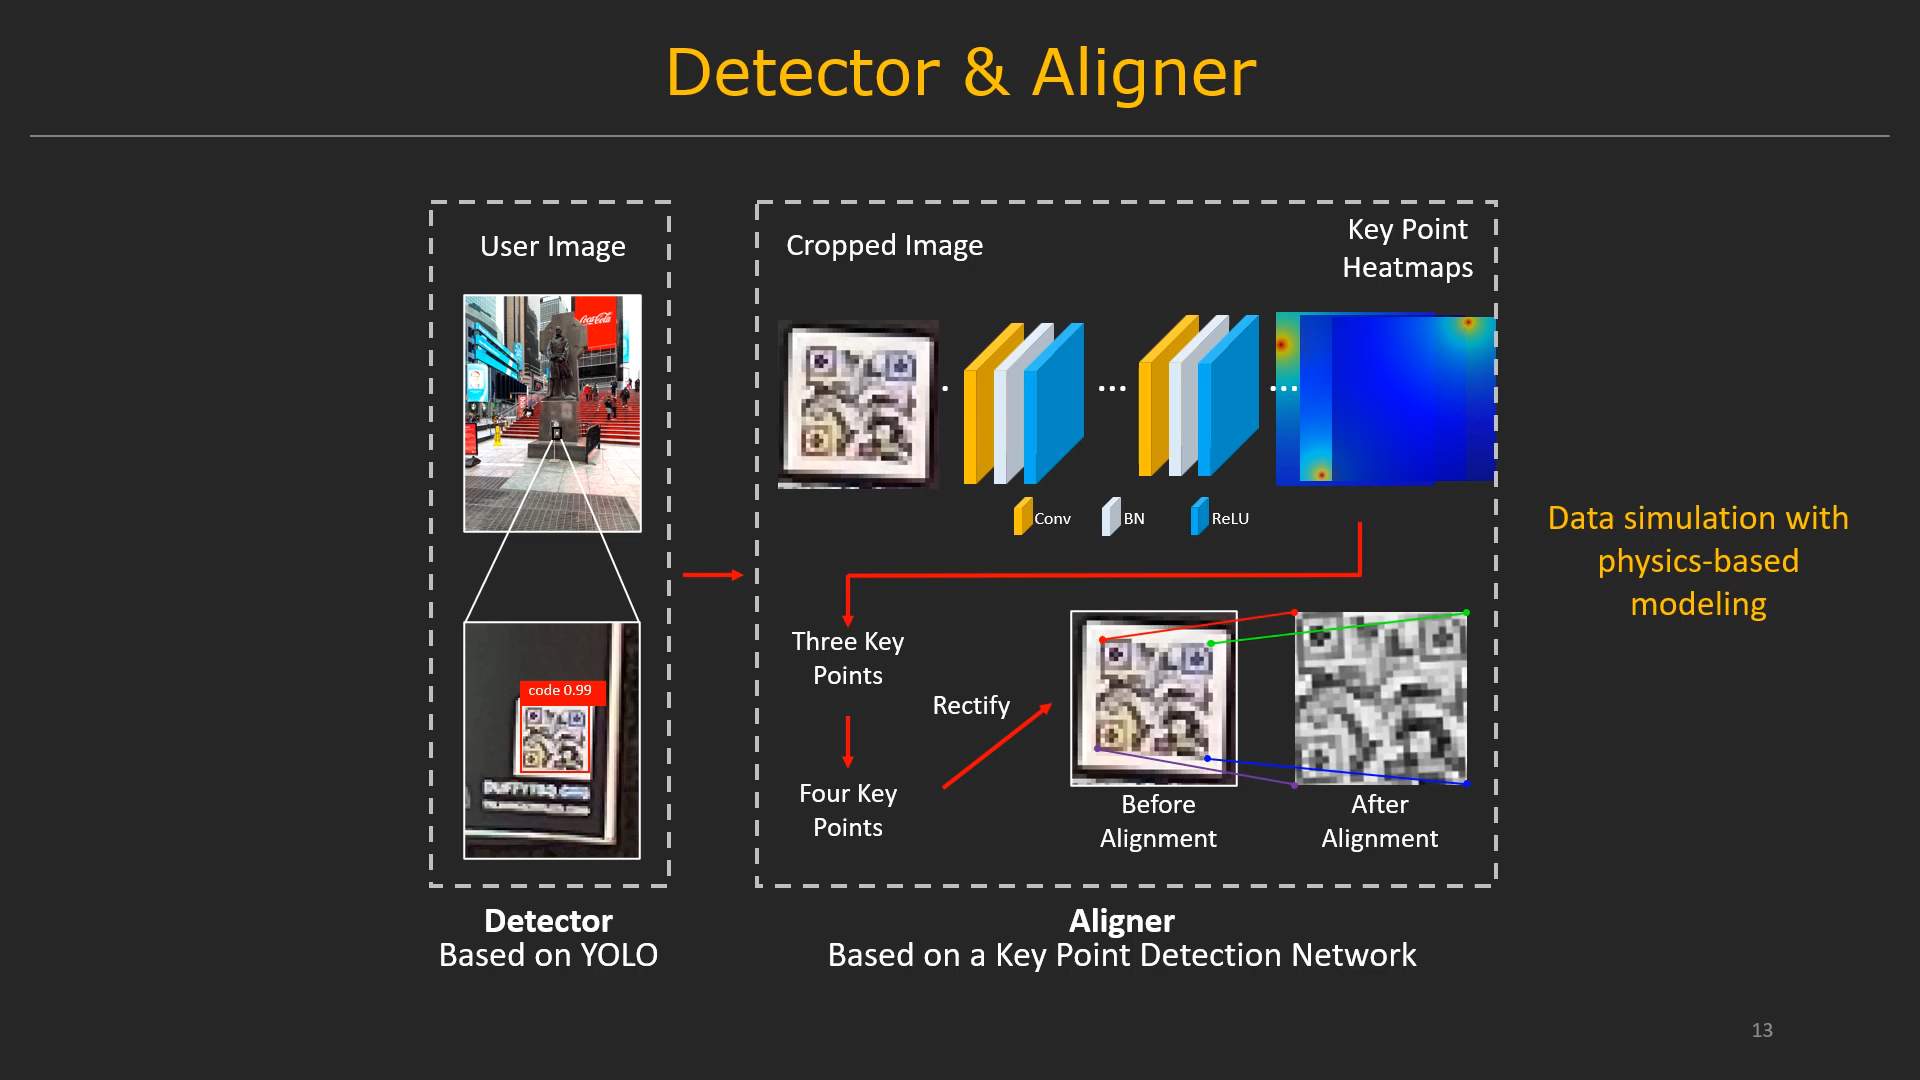 Detector & Aligner
User Image
Coca-Cola
code 0.99
Detector
Based on YOLO
Cropped Image
Key Point
Heatmaps
Conv
BN
ReLU
Three Key
Points
Rectify
Four Key
Points
Before
Alignment
After
Alignment
Aligner
Based on a Key Point Detection Network
Data simulation with
physics-based
modeling
13